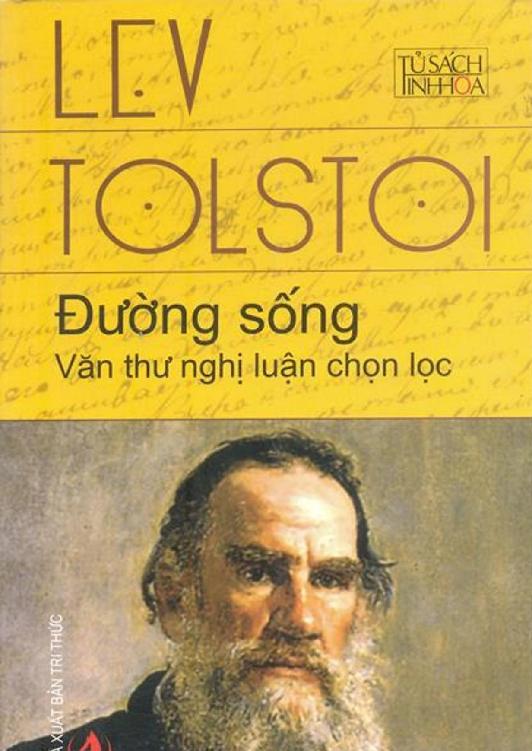 LEV
TỦ SÁCH
TINH HOA
TOLSTOI
Đường sống
Văn thư nghị luận chọn lọc
XUẤT BẢN TRI THỨC